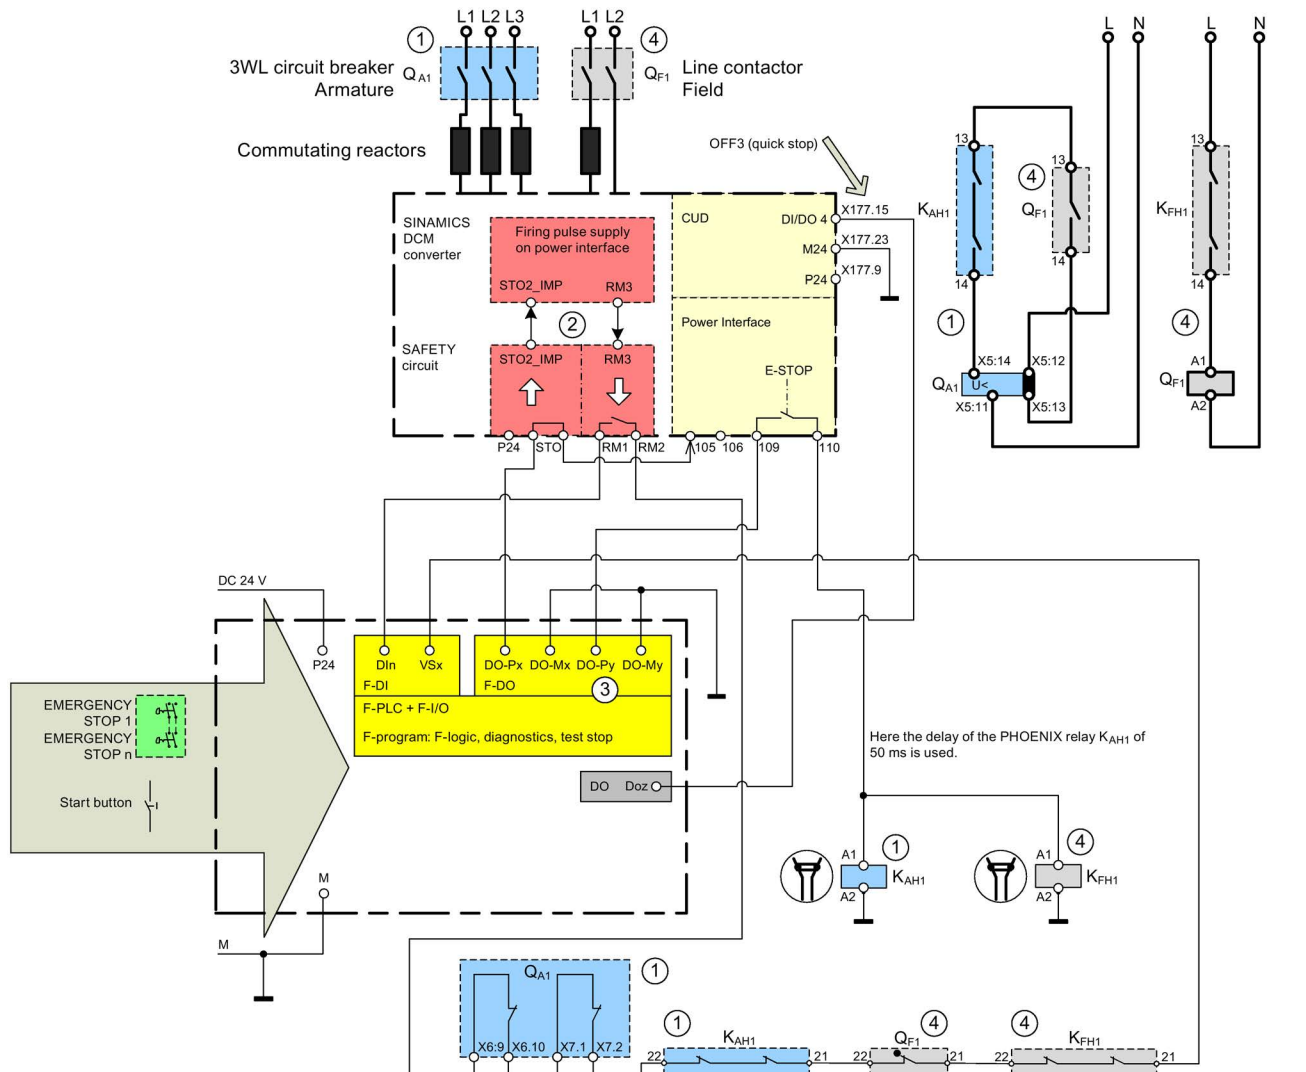 L1 L2 L3
L1 L2
L N
L N
1
4
3WL circuit breaker
Armature
QA1
QF1
Line contactor
Field
Commutating reactors
OFF3 (quick stop)
13
13
13
4
KAH1
QF1
KFH1
14
14
14
SINAMICS
DCM
converter
Firing pulse supply
on power interface
STO2_IMP
RM3
CUD
DI/DO 4
X177.15
M24
X177.23
P24
X177.9
2
Power Interface
SAFETY
circuit
STO2_IMP
RM3
E-STOP
1
4
X5:14
X5:12
QA1
U<
X5:11
X5:13
A1
QF1
A2
P24
STO
RM1
RM2
105
106
109
110
DC 24 V
P24
DIn
VSx
F-DI
DO-Px
DO-Mx
DO-Py
DO-My
F-DO
3
F-PLC + F-I/O
F-program: F-logic, diagnostics, test stop
EMERGENCY
STOP 1
EMERGENCY
STOP n
Start button
DO Doz
Here the delay of the PHOENIX relay KAH1 of
50 ms is used.
A1
1
KAH1
A2
A1
4
KFH1
A2
M
M
QA1
1
X6:9
X6.10
X7.1
X7.2
1
KAH1
22
21
QF1
4
22
21
4
KFH1
22
21